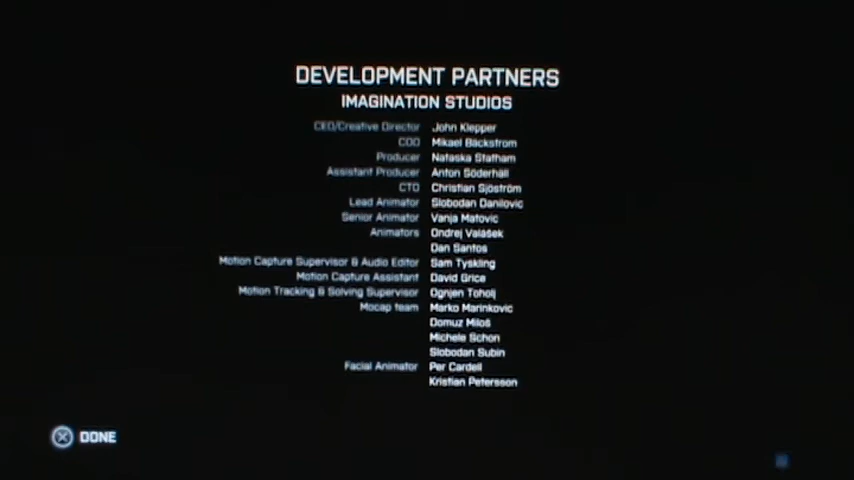 DEVELOPMENT PARTNERS
IMAGINATION STUDIOS
CEO/Creative Director John Klepper
COO Mikael Bäckstrom
Producer Nataska Statham
Assistant Producer Anton Söderhäll
CTO Christian Sjöström
Lead Animator Slobodan Danilovic
Senior Animator Vanja Matovic
Animators Ondrej Valášek
Dan Santos
Motion Capture Supervisor & Audio Editor Sam Tyskling
Motion Capture Assistant David Grice
Motion Tracking & Solving Supervisor Ognjen Toholj
Mocap team Marko Marinkovic
Domuz Miloš
Michele Schon
Slobodan Subin
Facial Animator Per Cardell
Kristian Petersson
DONE